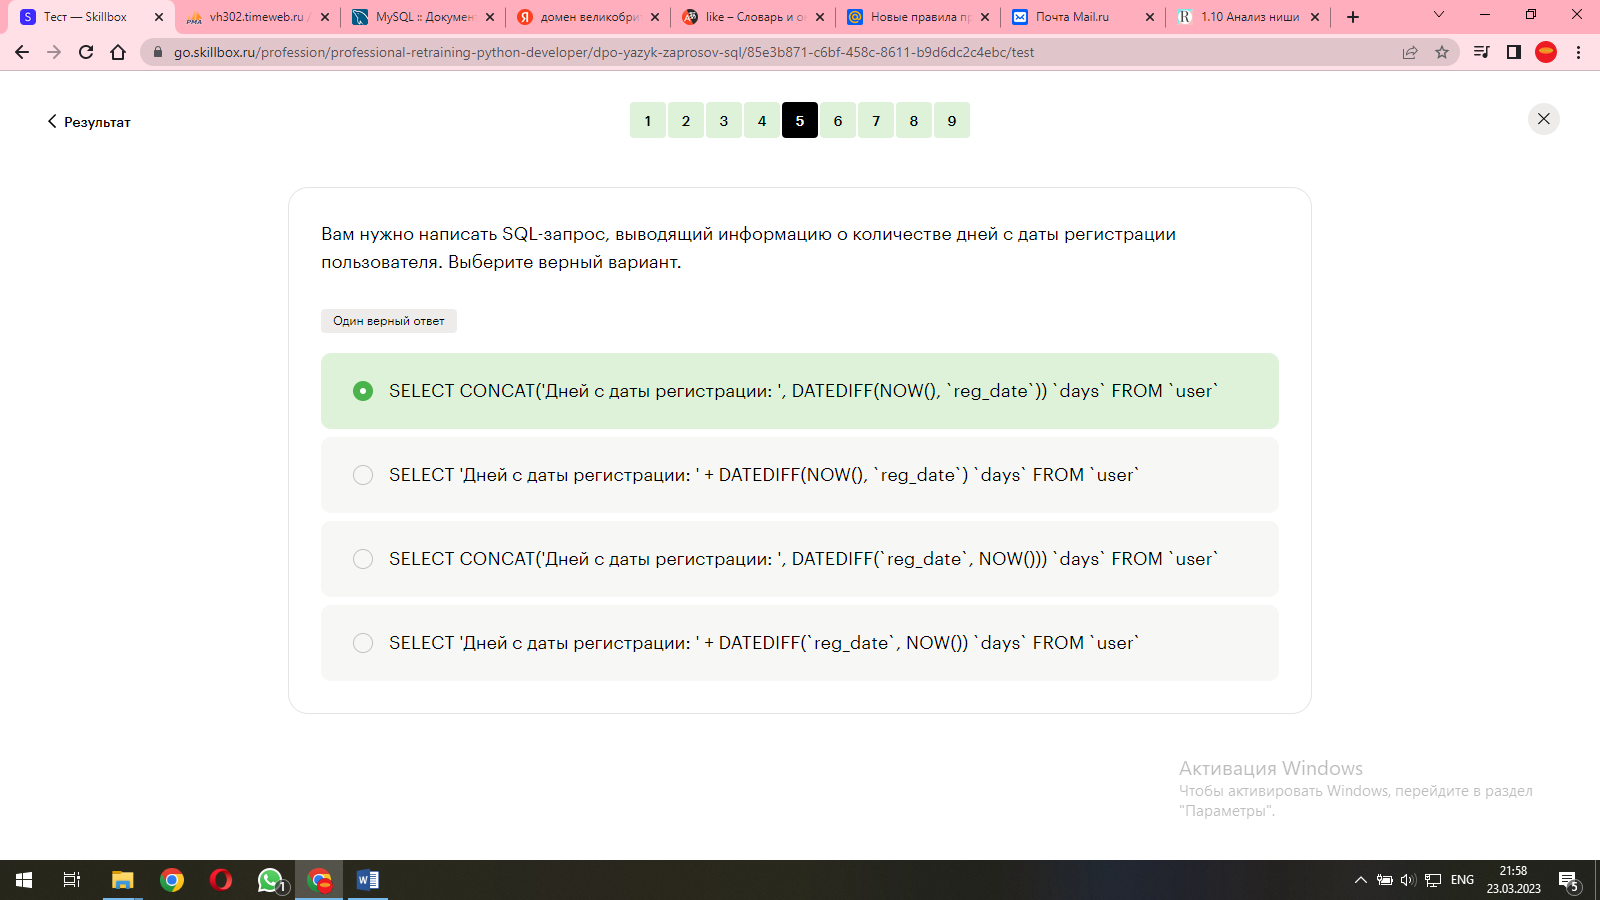 Тест — Skillbox
vh302.timeweb.ru /
MySQL :: Докумен
домен великобри
like – Словарь и о
Новые правила п
Почта Mail.ru
1.10 Анализ ниши
go.skillbox.ru/profession/professional-retraining-python-developer/dpo-yazyk-zaprosov-sql/85e3b871-c6bf-458c-8611-b9d6dc2c4ebc/test
Результат
1 2 3 4 5 6 7 8 9
Вам нужно написать SQL-запрос, выводящий информацию о количестве дней с даты регистрации
пользователя. Выберите верный вариант.
Один верный ответ
SELECT CONCAT('Дней с даты регистрации: ', DATEDIFF(NOW(), `reg_date`)) `days` FROM `user`
SELECT 'Дней с даты регистрации: ' + DATEDIFF(NOW(), `reg_date`) `days` FROM `user`
SELECT CONCAT('Дней с даты регистрации: ', DATEDIFF(`reg_date`, NOW())) `days` FROM `user`
SELECT 'Дней с даты регистрации: ' + DATEDIFF(`reg_date`, NOW()) `days` FROM `user`
Активация Windows
Чтобы активировать Windows, перейдите в раздел
"Параметры".
1
ENG
21:58
23.03.2023
5